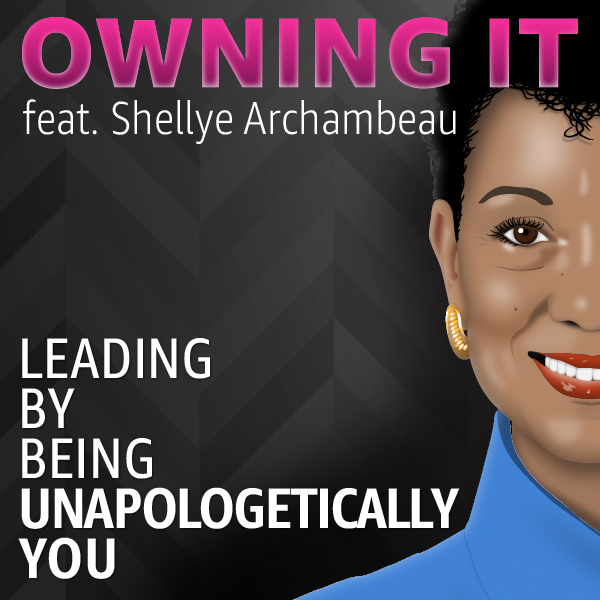 OWNING IT
feat. Shellye Archambeau
LEADING
BY
BEING
UNAPOLOGETICALLY
YOU